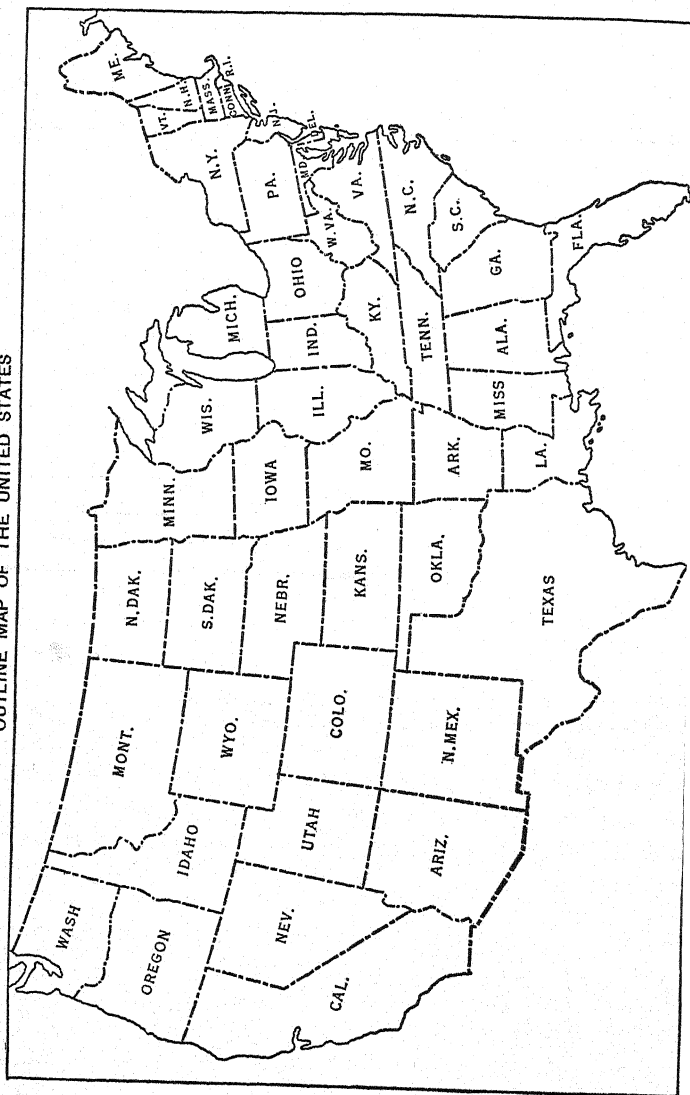 OUTLINE MAP OF THE UNITED STATES
WASH
OREGON
CAL.
NEV.
IDAHO
MONT.
WYO.
UTAH
ARIZ.
COLO.
N.MEX.
N.DAK.
S.DAK.
NEBR.
KANS.
OKLA.
TEXAS
MINN.
IOWA
MO.
ARK.
LA.
WIS.
ILL.
MICH.
IND.
OHIO
KY.
TENN.
MISS
ALA.
GA.
FLA.
S.C.
N.C.
VA.
W.VA.
MD.
DEL.
PA.
N.J.
N.Y.
CONN.
R.I.
MASS.
VT.
N.H.
ME.